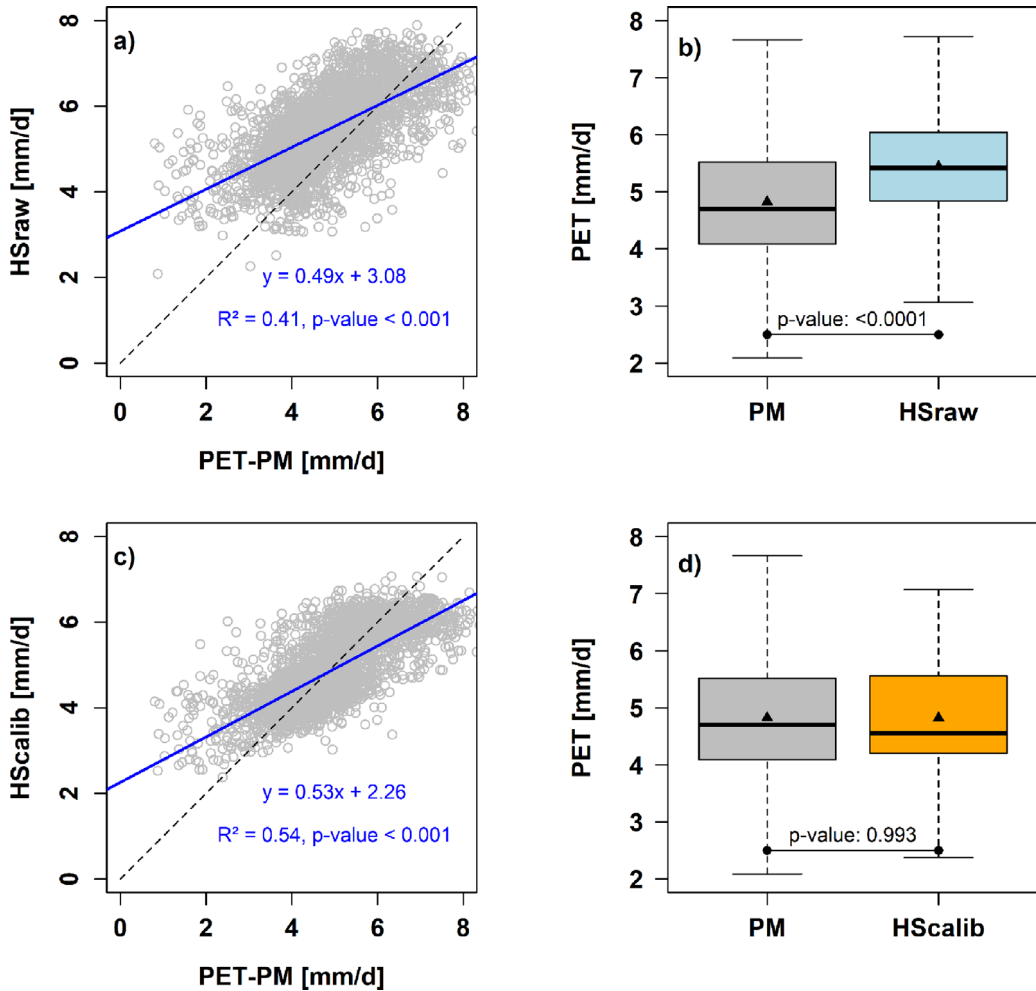 a)
HSraw [mm/d]
8
6
4
2
0
y = 0.49x + 3.08
R² = 0.41, p-value < 0.001
0 2 4 6 8
PET-PM [mm/d]
b)
PET [mm/d]
8
7
6
5
4
3
2
p-value: <0.0001
PM HSraw
c)
HScalib [mm/d]
8
6
4
2
0
y = 0.53x + 2.26
R² = 0.54, p-value < 0.001
0 2 4 6 8
PET-PM [mm/d]
d)
PET [mm/d]
8
7
6
5
4
3
2
p-value: 0.993
PM HScalib